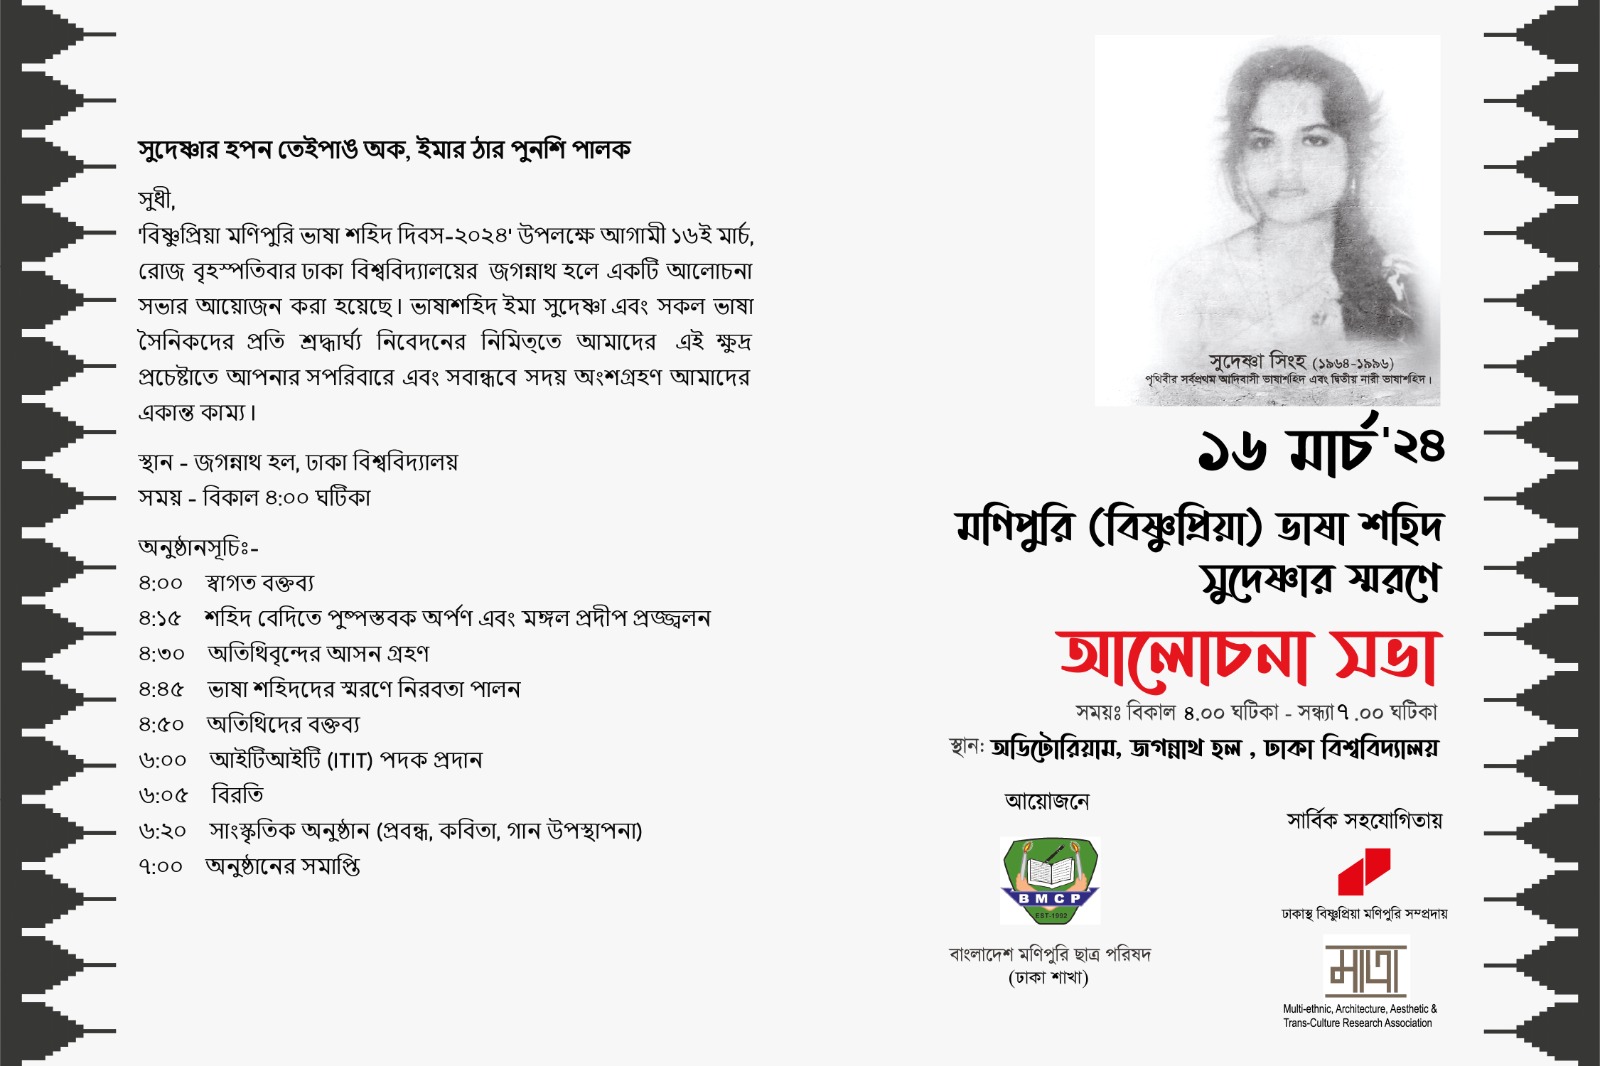 সুদেষ্ণার হপন তেইপাঙ অক, ইমার ঠার পুনশি পালক
সুধী,
'বিষ্ণুপ্রিয়া মণিপুরি ভাষা শহিদ দিবস-২০২৪' উপলক্ষে আগামী ১৬ই মার্চ,
রোজ বৃহস্পতিবার ঢাকা বিশ্ববিদ্যালয়ের জগন্নাথ হলে একটি আলোচনা
সভার আয়োজন করা হয়েছে। ভাষাশহিদ ইমা সুদেষ্ণা এবং সকল ভাষা
সৈনিকদের প্রতি শ্রদ্ধার্ঘ্য নিবেদনের নিমিত্তে আমাদের এই ক্ষুদ্র
প্রচেষ্টাতে আপনার সপরিবারে এবং সবান্ধবে সদয় অংশগ্রহণ আমাদের
একান্ত কাম্য।
স্থান - জগন্নাথ হল, ঢাকা বিশ্ববিদ্যালয়
সময় - বিকাল ৪:০০ ঘটিকা
অনুষ্ঠানসূচিঃ-
৪:০০ স্বাগত বক্তব্য
৪:১৫ শহিদ বেদিতে পুষ্পস্তবক অর্পণ এবং মঙ্গল প্রদীপ প্রজ্জ্বলন
৪:৩০ অতিথিবৃন্দের আসন গ্রহণ
৪:৪৫ ভাষা শহিদদের স্মরণে নিরবতা পালন
৪:৫০ অতিথিদের বক্তব্য
৬:০০ আইটিআইটি (ITIT) পদক প্রদান
৬:০৫ বিরতি
৬:২০ সাংস্কৃতিক অনুষ্ঠান (প্রবন্ধ, কবিতা, গান উপস্থাপনা)
৭:০০ অনুষ্ঠানের সমাপ্তি
সুদেষ্ণা সিংহ (১৯৬৪-১৯৯৬)
পৃথিবীর সর্বপ্রথম আদিবাসী ভাষাশহিদ এবং দ্বিতীয় নারী ভাষাশহিদ।
১৬ মার্চ'২৪
মণিপুরি (বিষ্ণুপ্রিয়া) ভাষা শহিদ
সুদেষ্ণার স্মরণে
আলোচনা সভা
সময়ঃ বিকাল ৪.০০ ঘটিকা - সন্ধ্যা ৭.০০ ঘটিকা
স্থান: অডিটোরিয়াম, জগন্নাথ হল , ঢাকা বিশ্ববিদ্যালয়
আয়োজনে
BMCP
EST-1992
বাংলাদেশ মণিপুরি ছাত্র পরিষদ
(ঢাকা শাখা)
সার্বিক সহযোগিতায়
ঢাকাস্থ বিষ্ণুপ্রিয়া মণিপুরি সম্প্রদায়
মাত্রা
Multi-ethnic, Architecture, Aesthetic &
Trans-Culture Research Association